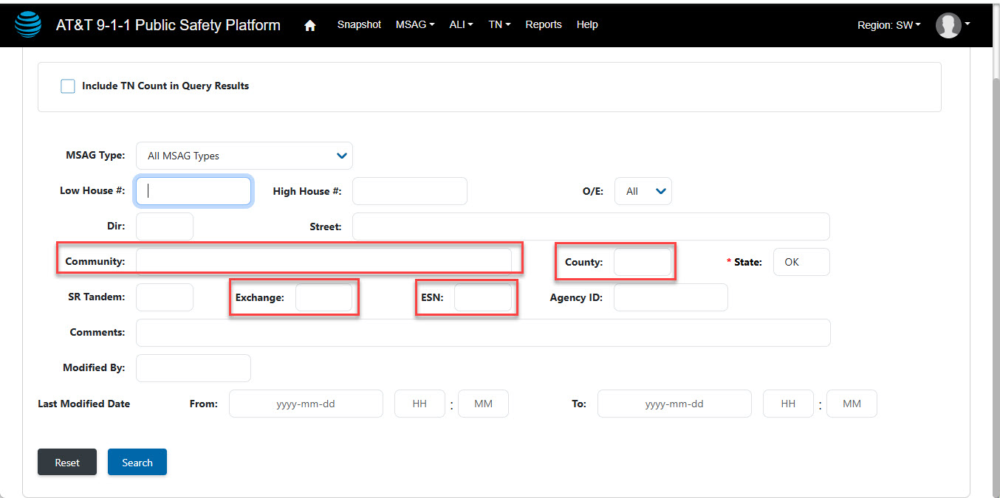 AT&T 9-1-1 Public Safety Platform Snapshot MSAG ALI TN Reports Help Region: SW
Include TN Count in Query Results
MSAG Type: All MSAG Types
Low House #: High House #: O/E: All
Dir: Street:
Community: County: * State: OK
SR Tandem: Exchange: ESN: Agency ID:
Comments:
Modified By:
Last Modified Date From: yyyy-mm-dd HH : MM To: yyyy-mm-dd HH : MM
Reset Search